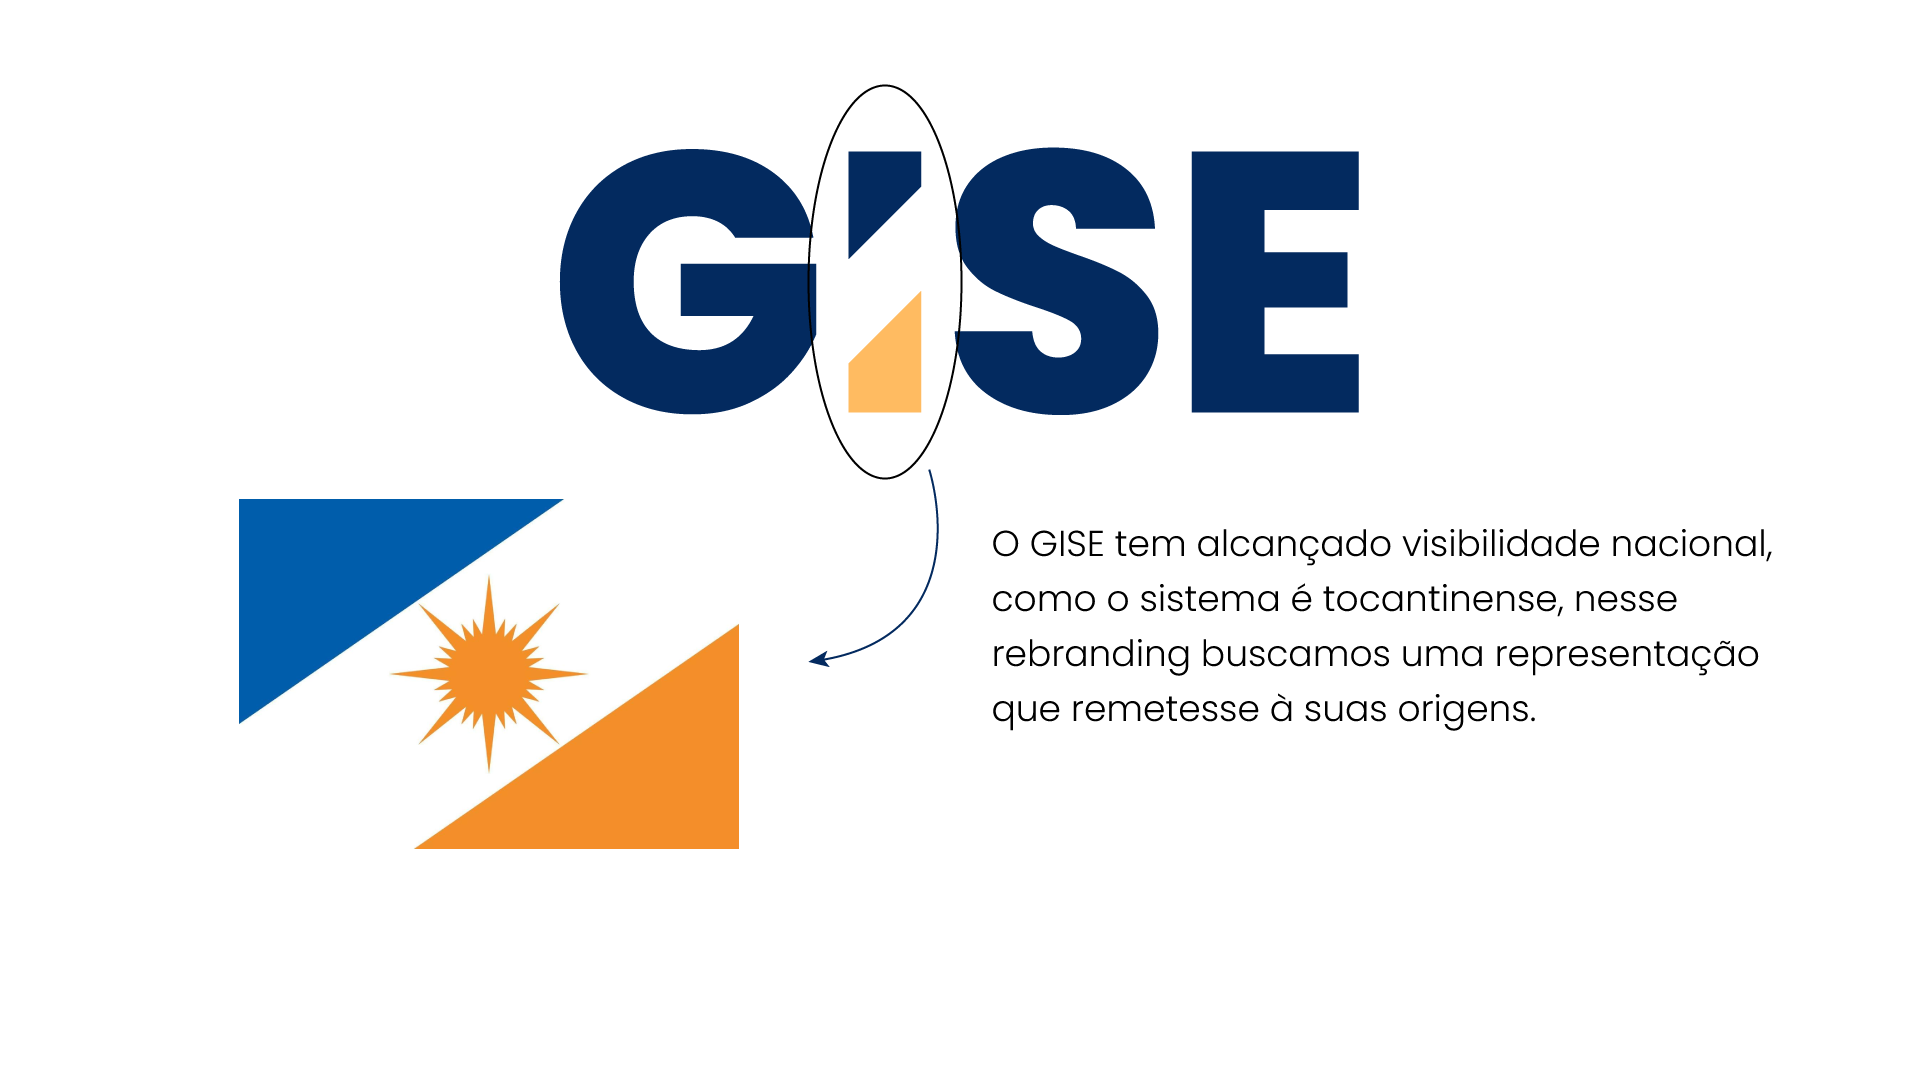 GISE
O GISE tem alcançado visibilidade nacional,
como o sistema é tocantinense, nesse
rebranding buscamos uma representação
que remetesse à suas origens.